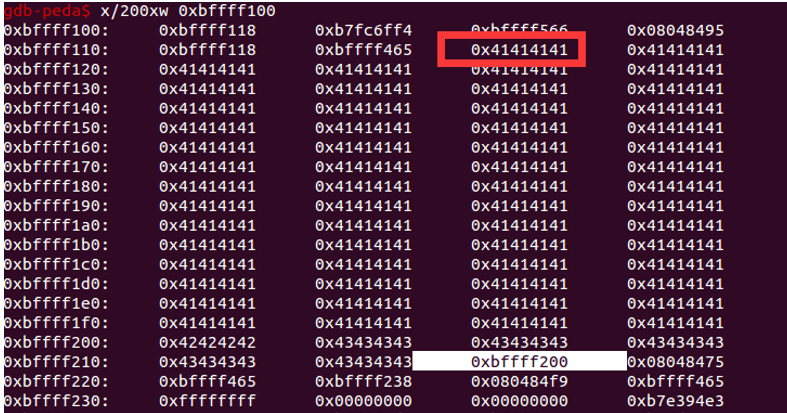 gdb-peda$ x/200xw 0xbffff100
0xbffff100: 0xbffff118 0xb7fc6ff4 0xbffff566 0x08048495
0xbffff110: 0xbffff118 0xbffff465 0x41414141 0x41414141
0xbffff120: 0x41414141 0x41414141 0x41414141 0x41414141
0xbffff130: 0x41414141 0x41414141 0x41414141 0x41414141
0xbffff140: 0x41414141 0x41414141 0x41414141 0x41414141
0xbffff150: 0x41414141 0x41414141 0x41414141 0x41414141
0xbffff160: 0x41414141 0x41414141 0x41414141 0x41414141
0xbffff170: 0x41414141 0x41414141 0x41414141 0x41414141
0xbffff180: 0x41414141 0x41414141 0x41414141 0x41414141
0xbffff190: 0x41414141 0x41414141 0x41414141 0x41414141
0xbffff1a0: 0x41414141 0x41414141 0x41414141 0x41414141
0xbffff1b0: 0x41414141 0x41414141 0x41414141 0x41414141
0xbffff1c0: 0x41414141 0x41414141 0x41414141 0x41414141
0xbffff1d0: 0x41414141 0x41414141 0x41414141 0x41414141
0xbffff1e0: 0x41414141 0x41414141 0x41414141 0x41414141
0xbffff1f0: 0x41414141 0x41414141 0x41414141 0x41414141
0xbffff200: 0x42424242 0x43434343 0x43434343 0x43434343
0xbffff210: 0x43434343 0x43434343 0xbffff200 0x08048475
0xbffff220: 0xbffff465 0xbffff238 0x080484f9 0xbffff465
0xbffff230: 0xffffffff 0x00000000 0x00000000 0xb7e394e3